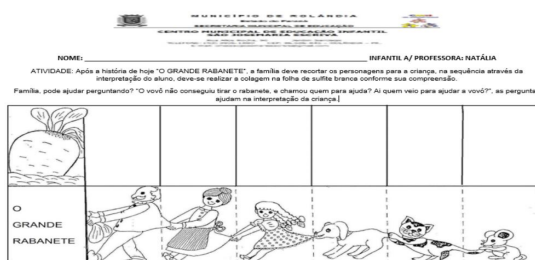 MUNICÍPIO DE ROLÂNDIA
Estado do Paraná
SECRETARIA MUNICIPAL DE EDUCAÇÃO
CENTRO MUNICIPAL DE EDUCAÇÃO INFANTIL
SÃO JOSEMARIA ESCRIVA
NOME: INFANTIL A/ PROFESSORA: NATÁLIA
ATIVIDADE: Após a história de hoje "O GRANDE RABANETE", a família deve recortar os personagens para a criança, na sequência através da
interpretação do aluno, deve-se realizar a colagem na folha de sulfite branca conforme sua compreensão.
Família, pode ajudar perguntando? "O vovô não conseguiu tirar o rabanete, e chamou quem para ajuda? Ai quem veio para ajudar a vovó?", as pergunta
ajudam na interpretação da criança.
O
GRANDE
RABANETE